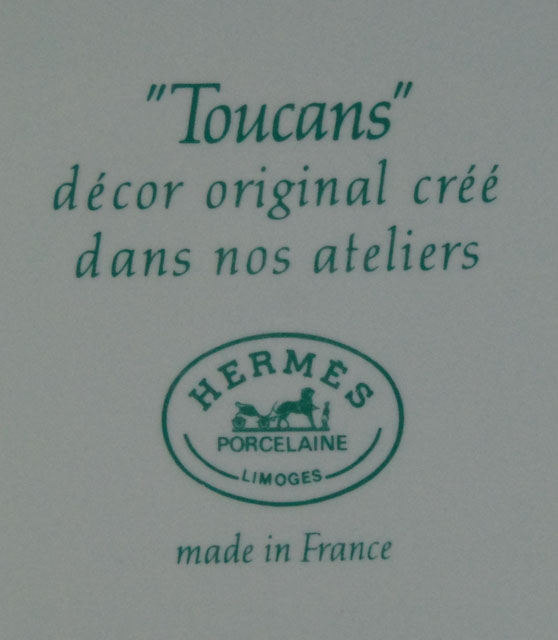 "Toucans"
décor original créé
dans nos ateliers
HERMÈS
PORCELAINE
LIMOGES
made in France